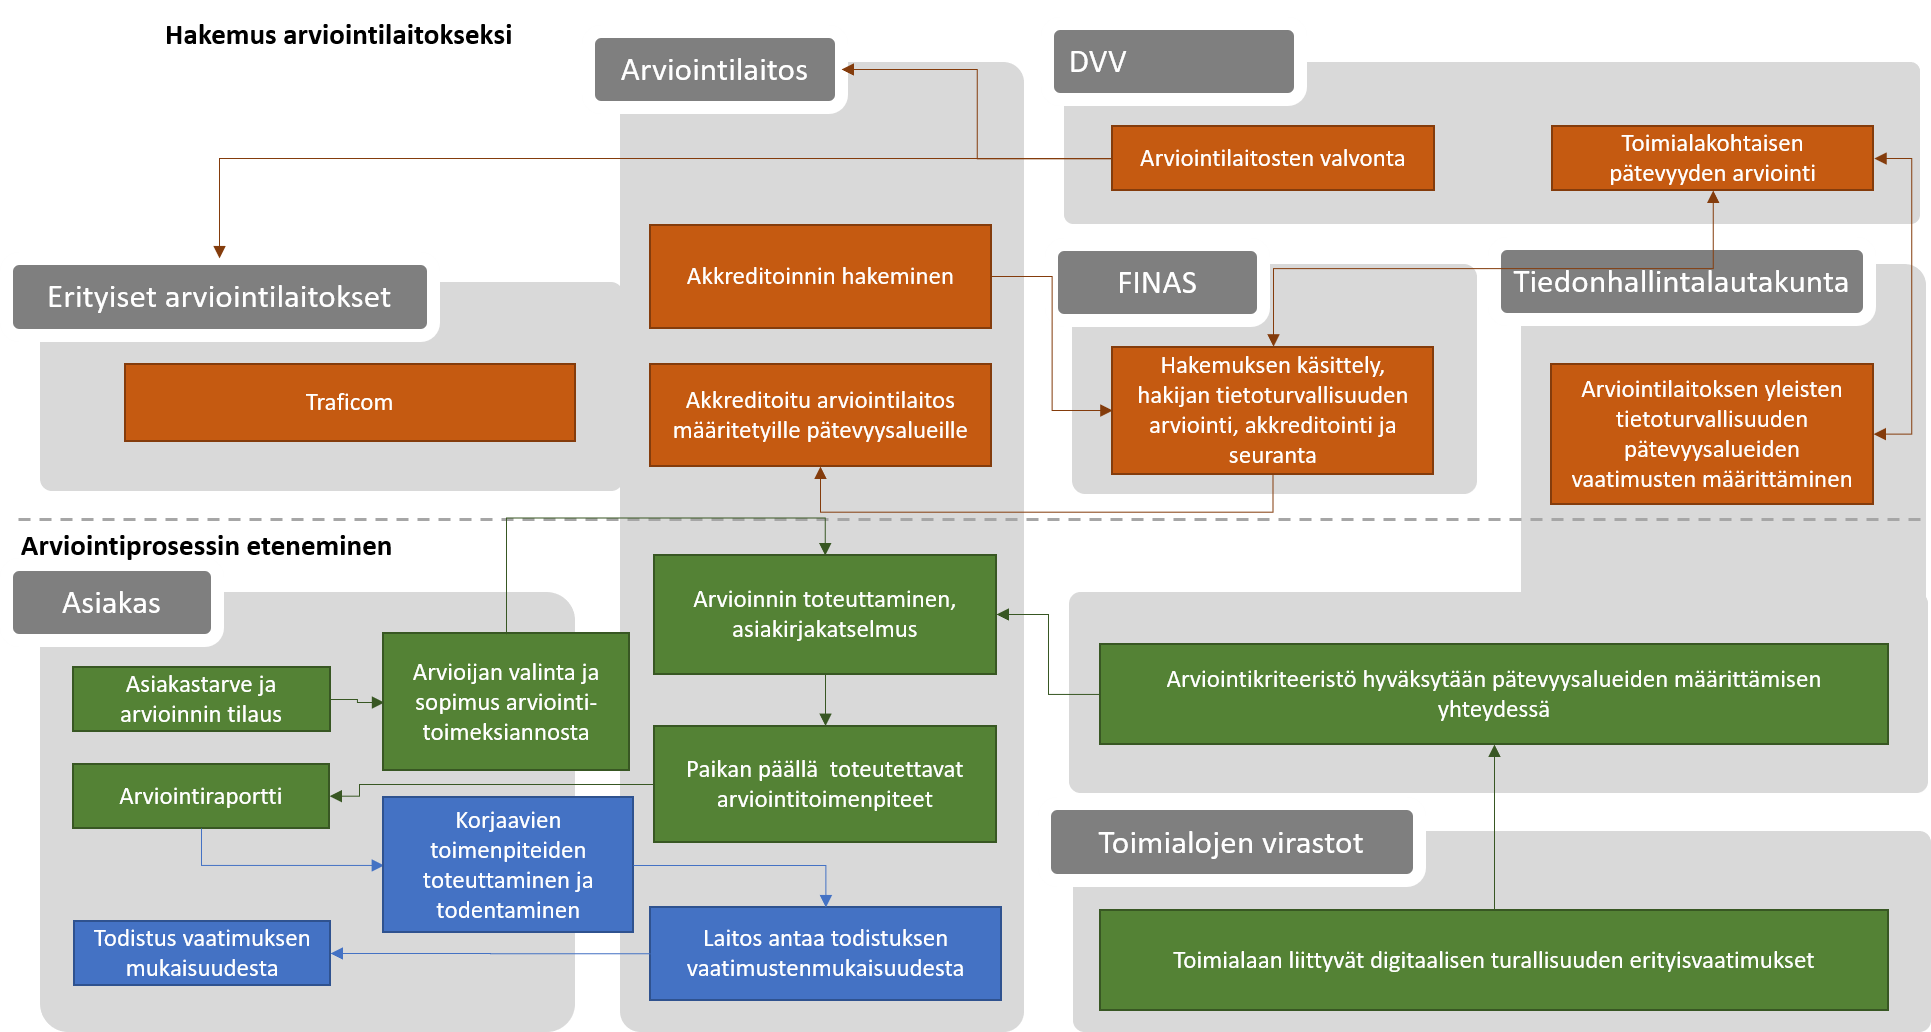 Hakemus arviointilaitokseksi
Arviointilaitos
DVV
Arviointilaitosten valvonta
Toimialakohtaisen
pätevyyden arviointi
Akkreditoinnin hakeminen
FINAS
Tiedonhallintalautakunta
Erityiset arviointilaitokset
Traficom
Akkreditoitu arviointilaitos
määritetyille pätevyysalueille
Hakemuksen käsittely,
hakijan tietoturvallisuuden
arviointi, akkreditointi ja
seuranta
Arviointilaitoksen yleisten
tietoturvallisuuden
pätevyysalueiden
vaatimusten määrittäminen
Arviointiprosessin eteneminen
Asiakas
Asiakastarve ja
arvioinnin tilaus
Arvioijan valinta ja
sopimus arviointi-
toimeksiannosta
Arvioinnin toteuttaminen,
asiakirjakatselmus
Arviointikriteeristö hyväksytään pätevyysalueiden määrittämisen
yhteydessä
Arviointiraportti
Paikan päällä  toteutettavat
arviointitoimenpiteet
Korjaavien
toimenpiteiden
toteuttaminen ja
todentaminen
Toimialojen virastot
Todistus vaatimuksen
mukaisuudesta
Laitos antaa todistuksen
vaatimustenmukaisuudesta
Toimialaan liittyvät digitaalisen turallisuuden erityisvaatimukset